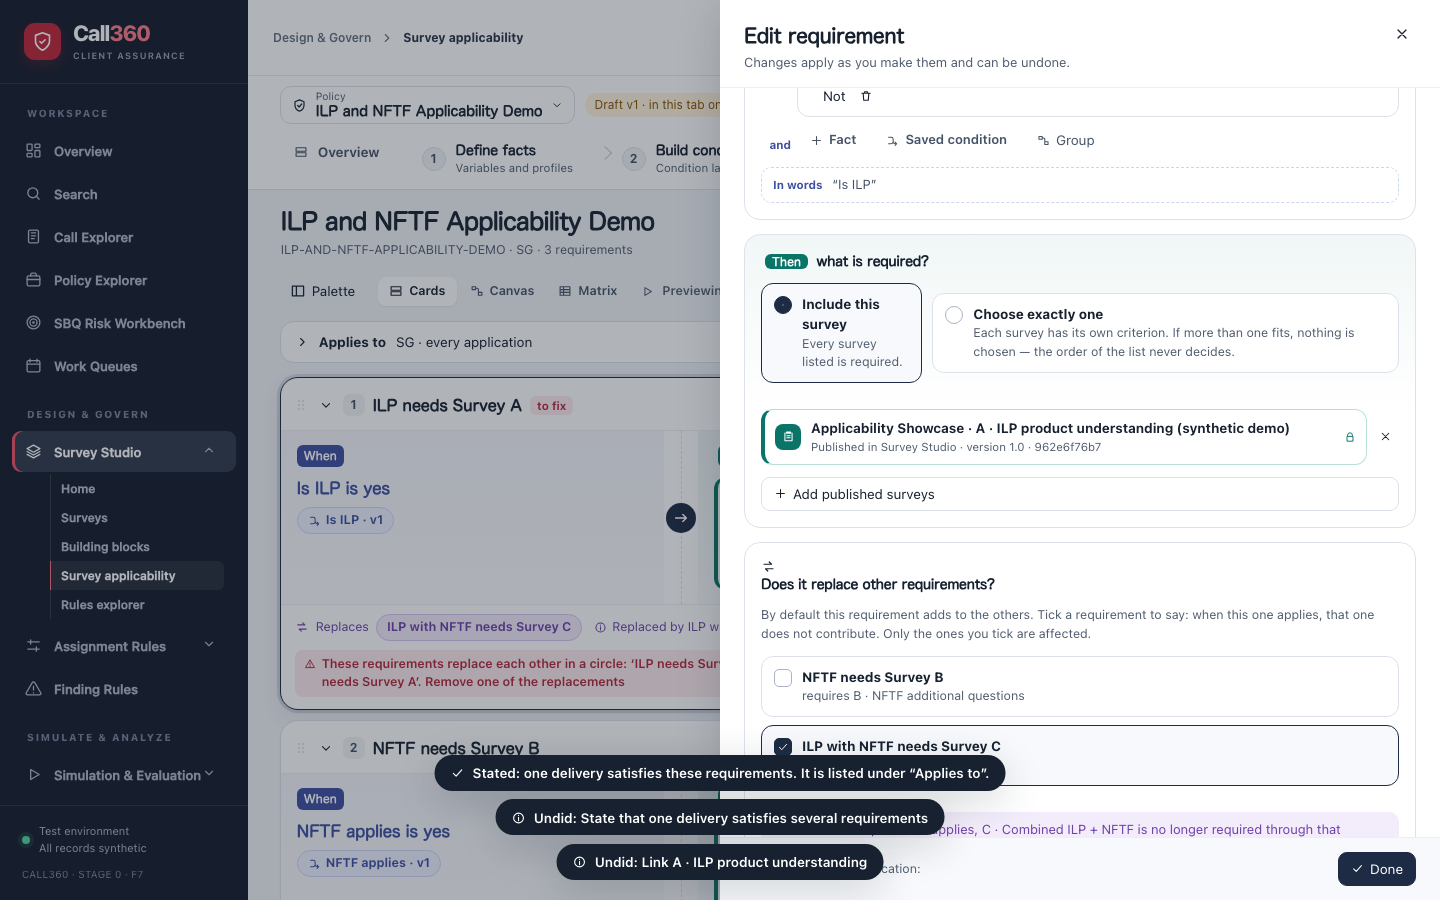 Call360
CLIENT ASSURANCE
WORKSPACE
Overview
Search
Call Explorer
Policy Explorer
SBQ Risk Workbench
Work Queues
DESIGN & GOVERN
Survey Studio
Home
Surveys
Building blocks
Survey applicability
Rules explorer
Assignment Rules
Finding Rules
SIMULATE & ANALYZE
Simulation & Evaluation
Test environment
All records synthetic
CALL360 · STAGE 0 · F7
Design & Govern
Survey applicability
Policy
ILP and NFTF Applicability Demo
Draft v1 · in this tab on
Overview
1
Define facts
Variables and profiles
2
Build con
Condition la
ILP and NFTF Applicability Demo
ILP-AND-NFTF-APPLICABILITY-DEMO · SG · 3 requirements
Palette
Cards
Canvas
Matrix
Previewin
Applies to SG · every application
1
ILP needs Survey A
to fix
When
Is ILP is yes
Is ILP · v1
Replaces
ILP with NFTF needs Survey C
Replaced by ILP w
These requirements replace each other in a circle: ‘ILP needs Sur
needs Survey A’. Remove one of the replacements
2
NFTF needs Survey B
When
NFTF applies is yes
NFTF applies · v1
Edit requirement
Changes apply as you make them and can be undone.
Not
and
Fact
Saved condition
Group
In words “Is ILP”
Then what is required?
Include this
survey
Every survey
listed is required.
Choose exactly one
Each survey has its own criterion. If more than one fits, nothing is
chosen — the order of the list never decides.
Applicability Showcase · A · ILP product understanding (synthetic demo)
Published in Survey Studio · version 1.0 · 962e6f76b7
Add published surveys
Does it replace other requirements?
By default this requirement adds to the others. Tick a requirement to say: when this one applies, that one
does not contribute. Only the ones you tick are affected.
NFTF needs Survey B
requires B · NFTF additional questions
ILP with NFTF needs Survey C
applies, C · Combined ILP + NFTF is no longer required through that
cation:
Done
Stated: one delivery satisfies these requirements. It is listed under “Applies to”.
Undid: State that one delivery satisfies several requirements
Undid: Link A · ILP product understanding